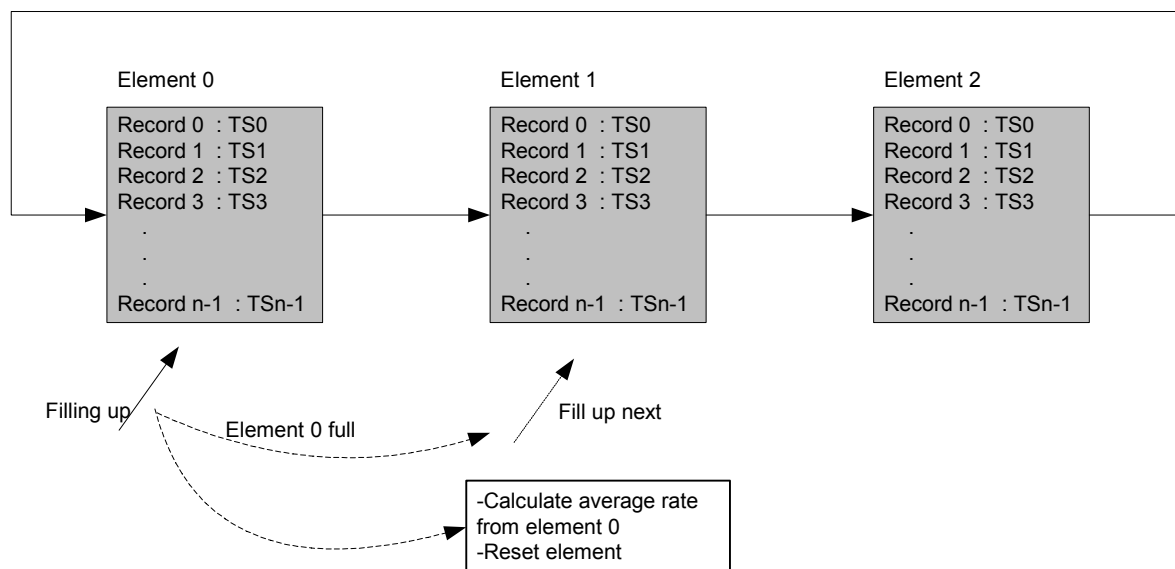 Element 0
Record 0 : TS0
Record 1 : TS1
Record 2 : TS2
Record 3 : TS3
.
.
.
Record n-1 : TSn-1
Element 1
Record 0 : TS0
Record 1 : TS1
Record 2 : TS2
Record 3 : TS3
.
.
.
Record n-1 : TSn-1
Element 2
Record 0 : TS0
Record 1 : TS1
Record 2 : TS2
Record 3 : TS3
.
.
.
Record n-1 : TSn-1
Filling up
Element 0 full
Fill up next
-Calculate average rate
from element 0
-Reset element